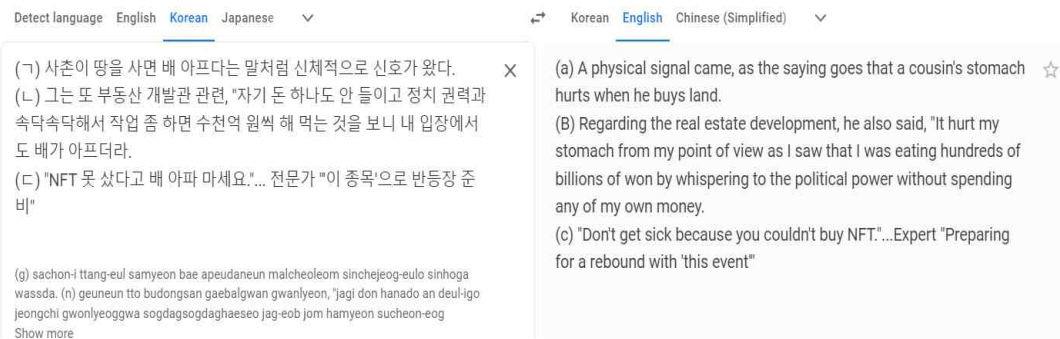 Detect language English Korean Japanese
Korean English Chinese (Simplified)
(ㄱ) 사촌이 땅을 사면 배 아프다는 말처럼 신체적으로 신호가 왔다.
(ㄴ) 그는 또 부동산 개발관 관련, "자기 돈 하나도 안 들이고 정치 권력과
속닥속닥해서 작업 좀 하면 수천억 원씩 해 먹는 것을 보니 내 입장에서
도 배가 아프더라.
(ㄷ) "NFT 못 샀다고 배 아파 마세요."... 전문가 "'이 종목'으로 반등장 준
비"
(g) sachon-i ttang-eul samyeon bae apeudaneun malcheoleom sinchejeog-eulo sinhoga
wassda. (n) geuneun tto budongsan gaebalgwan gwanlyeon, "jagi don hanado an deul-igo
jeongchi gwonlyeoggwa sogdagsogdaghaeseo jag-eob jom hamyeon sucheon-eog
Show more
(a) A physical signal came, as the saying goes that a cousin's stomach
hurts when he buys land.
(B) Regarding the real estate development, he also said, "It hurt my
stomach from my point of view as I saw that I was eating hundreds of
billions of won by whispering to the political power without spending
any of my own money.
(c) "Don't get sick because you couldn't buy NFT."...Expert "Preparing
for a rebound with 'this event'"